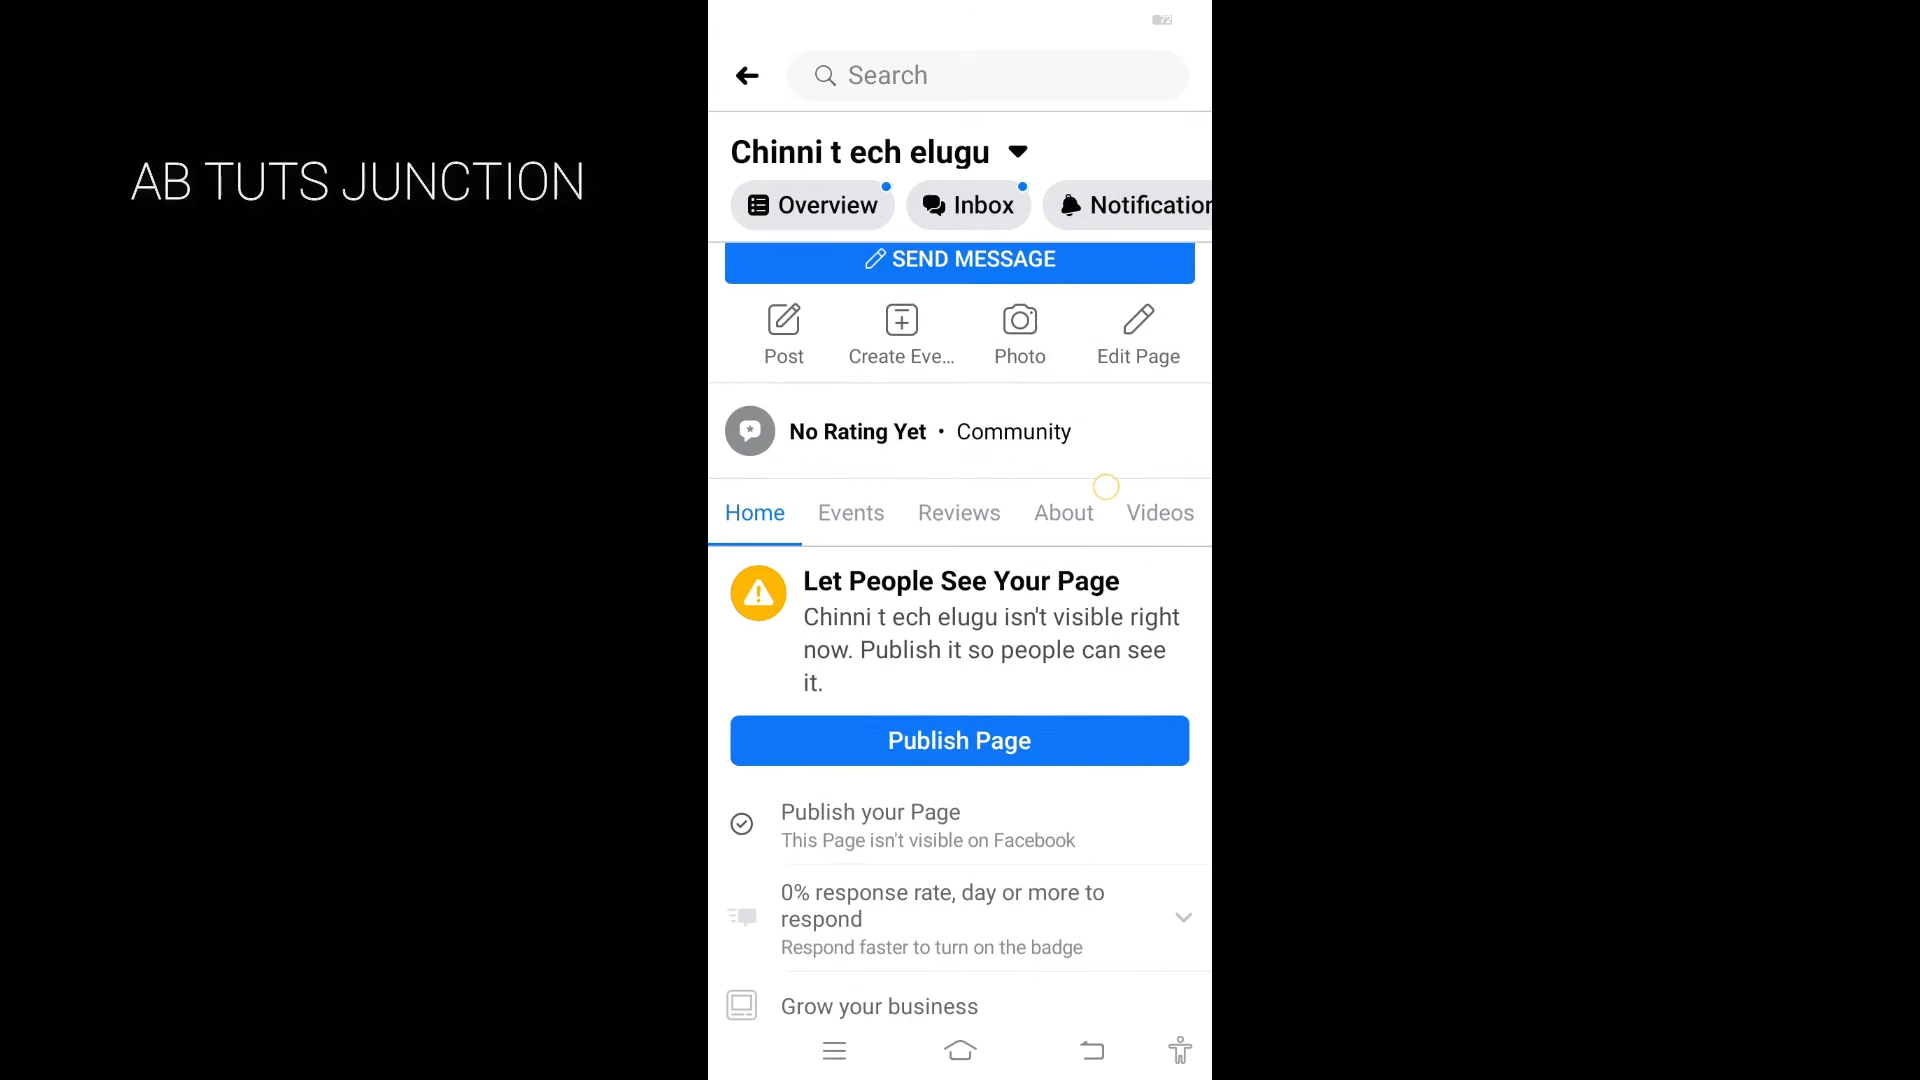 72
Search
AB TUTS JUNCTION
Chinni t ech elugu
Overview
Inbox
Notification
SEND MESSAGE
Post
Create Eve...
Photo
Edit Page
No Rating Yet • Community
Home
Events
Reviews
About
Videos
Let People See Your Page
Chinni t ech elugu isn't visible right
now. Publish it so people can see
it.
Publish Page
Publish your Page
This Page isn't visible on Facebook
0% response rate, day or more to
respond
Respond faster to turn on the badge
Grow your business